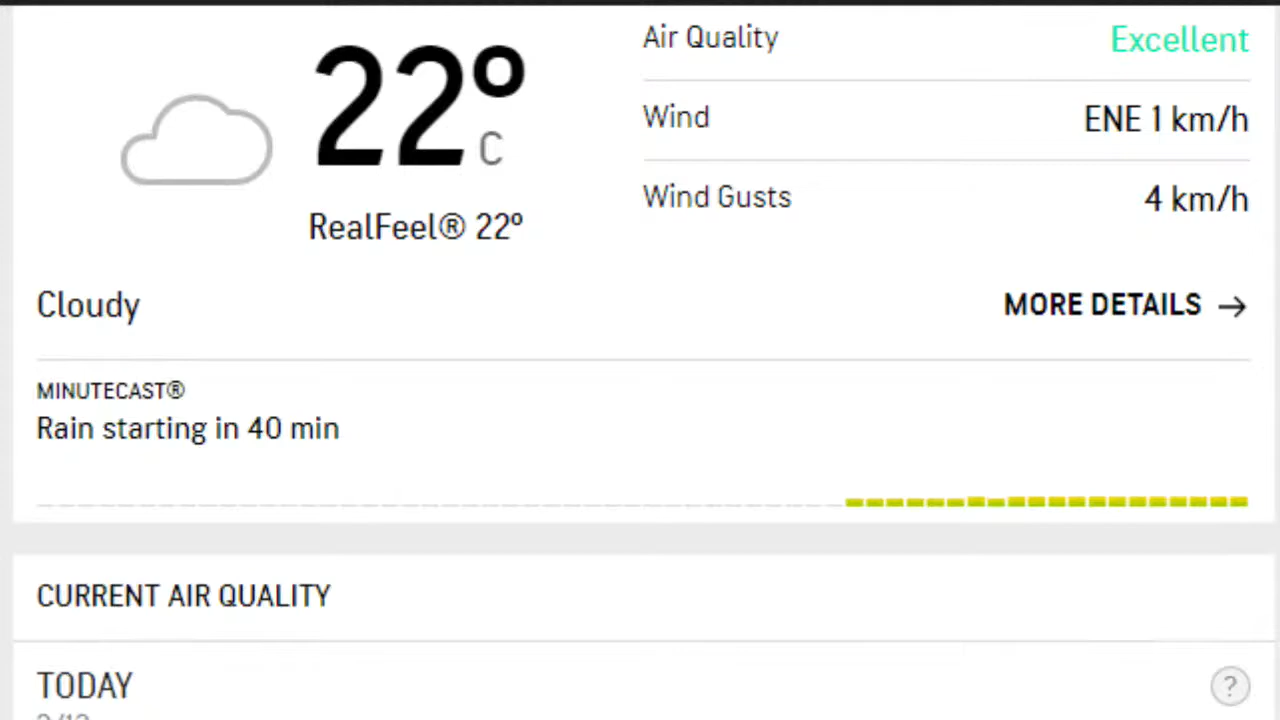 22°
C
RealFeel® 22°
Air Quality
Excellent
Wind
ENE 1 km/h
Wind Gusts
4 km/h
Cloudy
MORE DETAILS →
MINUTECAST®
Rain starting in 40 min
CURRENT AIR QUALITY
TODAY
?